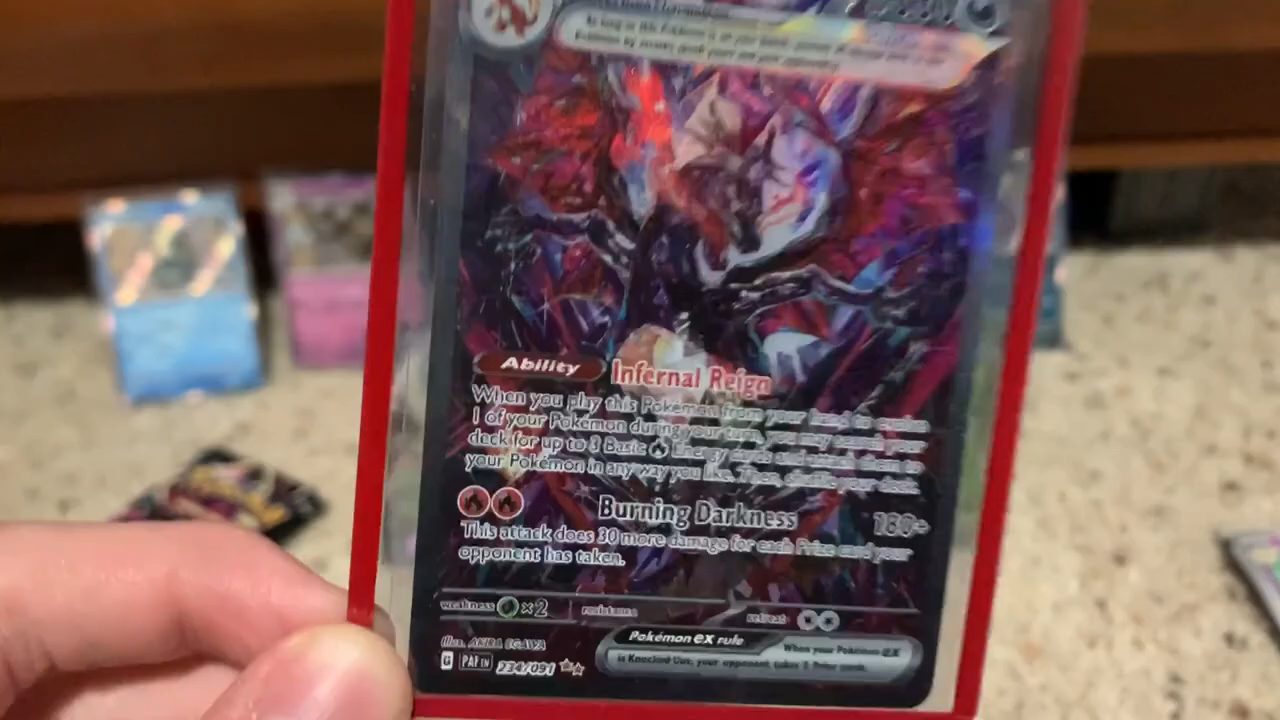 Ability Infernal Reign
When you play this Pokémon from your hand to evolve
1 of your Pokémon during your turn, you may search your
deck for up to 3 Basic Energy cards and attach them to
your Pokémon in any way you like. Then, shuffle your deck.
Burning Darkness 180+
This attack does 30 more damage for each Prize card your
opponent has taken.
weakness ×2 resistance retreat
Illus. AKIRA EGAWA
Pokémon ex rule When your Pokémon ex
is Knocked Out, your opponent takes 2 Prize cards.
G PAF EN 234/091